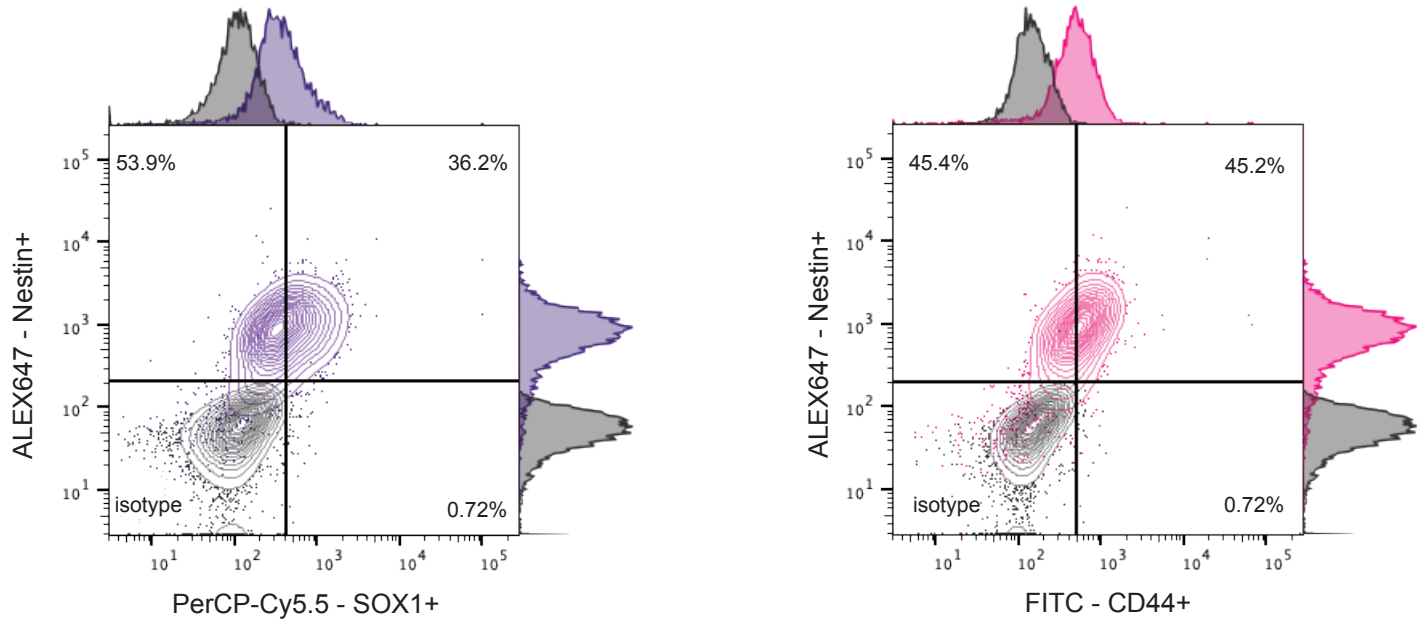 53.9%
36.2%
ALEX647 - Nestin+
10^5
10^4
10^3
10^2
10^1
isotype
0.72%
10^1 10^2 10^3 10^4 10^5
PerCP-Cy5.5 - SOX1+
45.4%
45.2%
ALEX647 - Nestin+
10^5
10^4
10^3
10^2
10^1
isotype
0.72%
10^1 10^2 10^3 10^4 10^5
FITC - CD44+